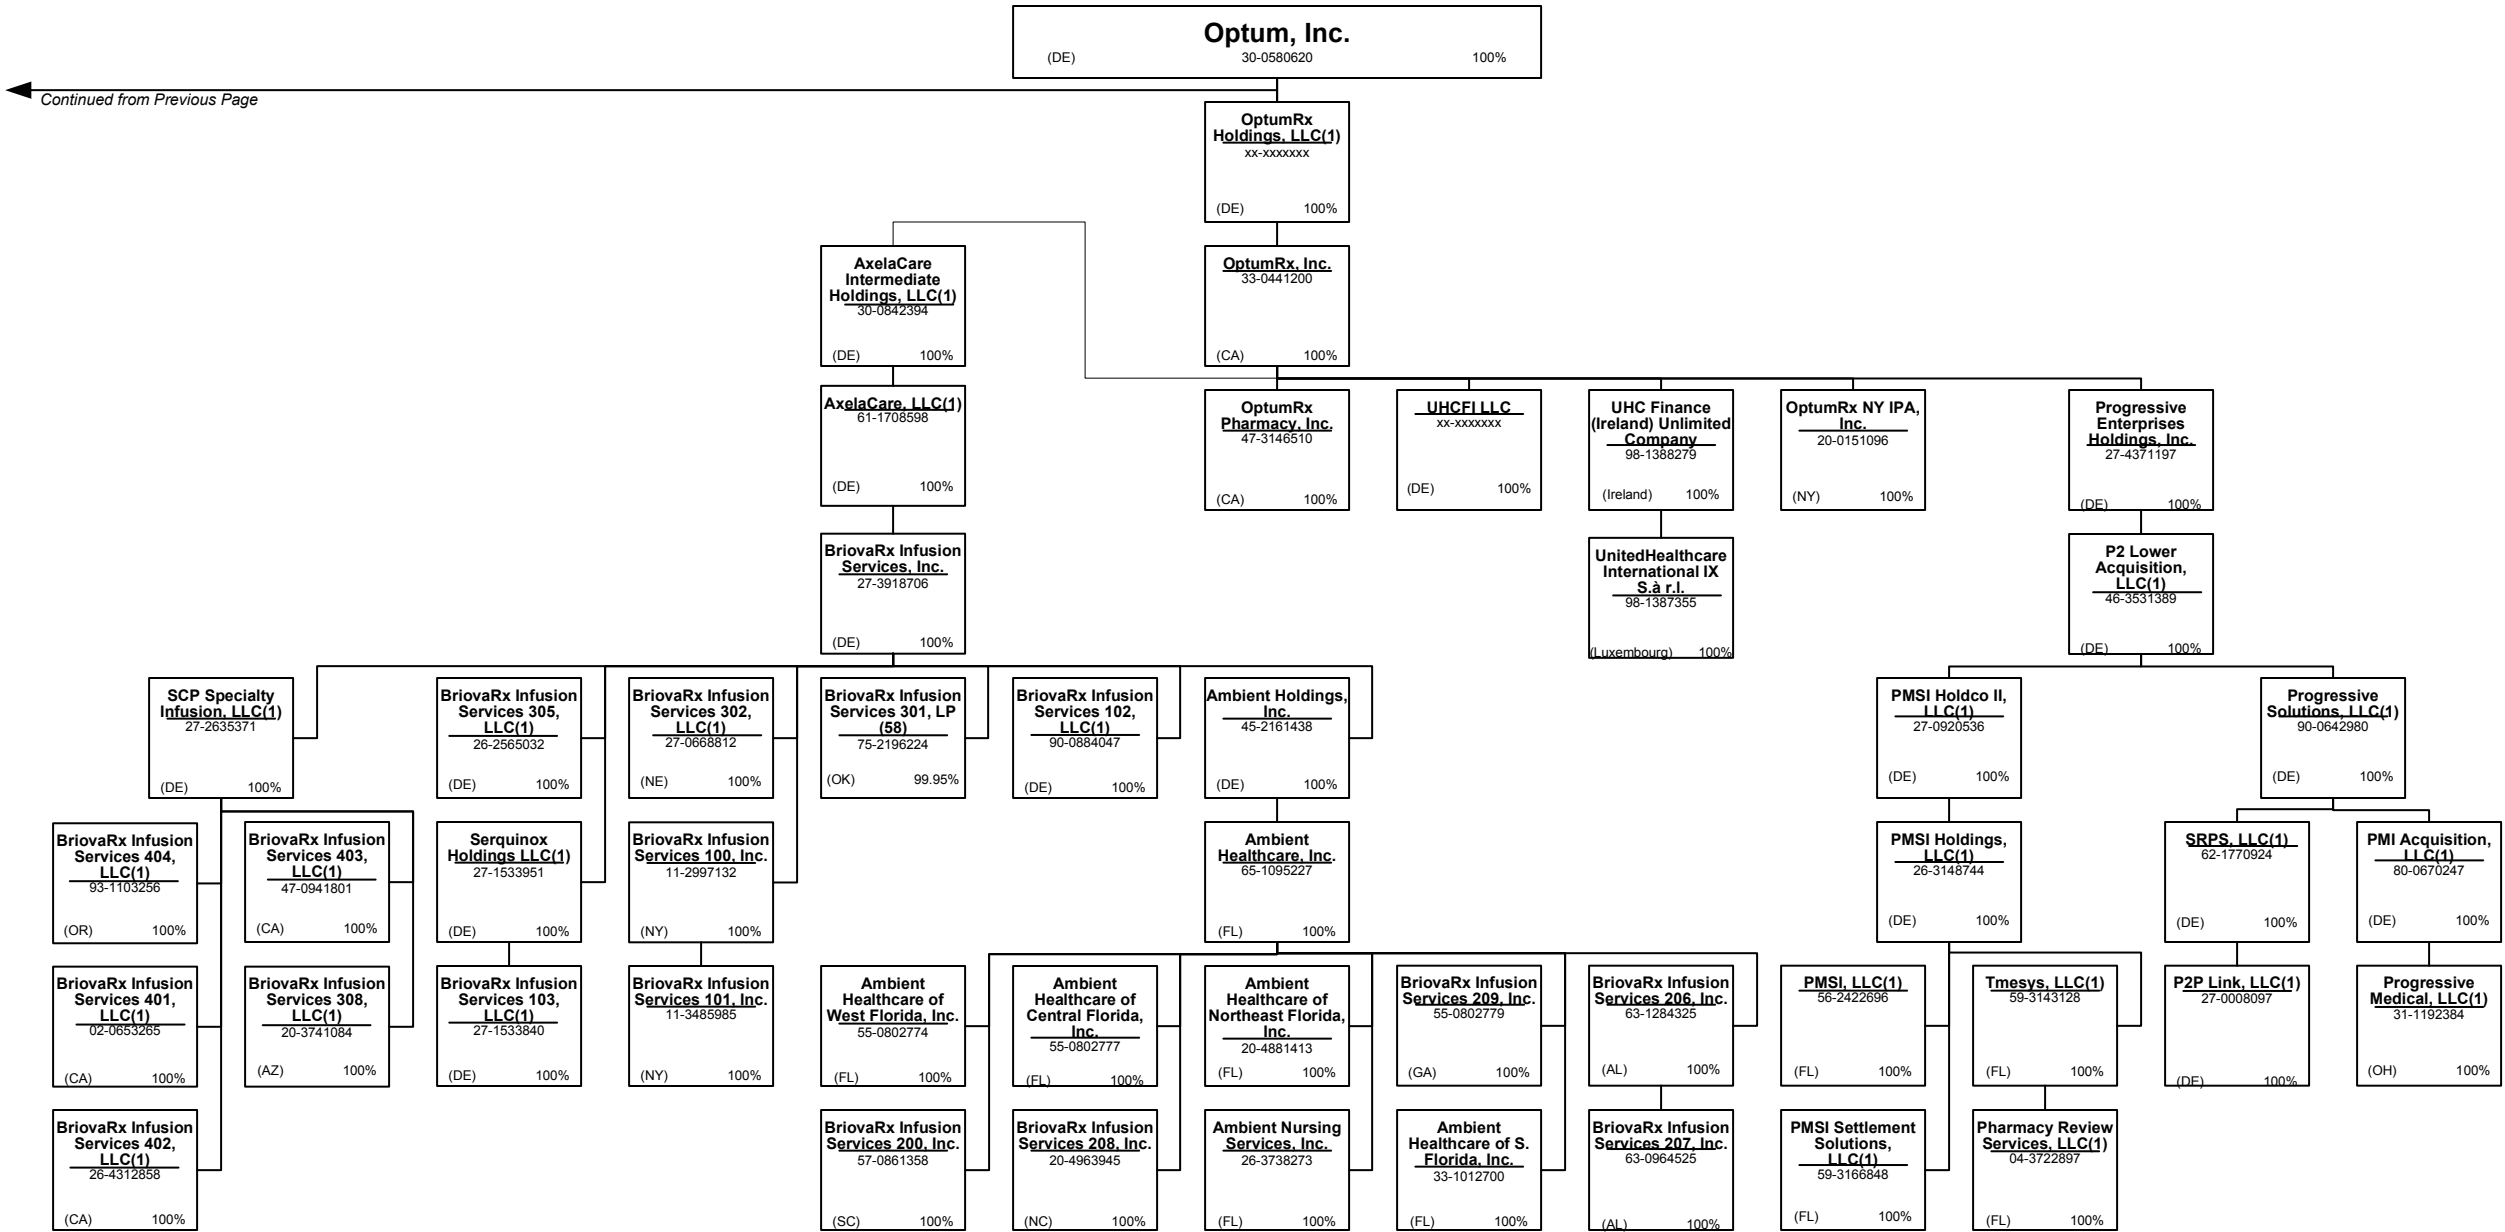 Optum, Inc.
(DE) 30-0580620 100%
Continued from Previous Page
OptumRx
Holdings, LLC(1)
xx-xxxxxxx
(DE) 100%
AxelaCare
Intermediate
Holdings, LLC(1)
30-0842394
(DE) 100%
OptumRx, Inc.
33-0441200
(CA) 100%
AxelaCare, LLC(1)
61-1708598
(DE) 100%
OptumRx
Pharmacy, Inc.
47-3146510
(CA) 100%
UHCFI LLC
xx-xxxxxxx
(DE) 100%
UHC Finance
(Ireland) Unlimited
Company
98-1388279
(Ireland) 100%
OptumRx NY IPA,
Inc.
20-0151096
(NY) 100%
Progressive
Enterprises
Holdings, Inc.
27-4371197
(DE) 100%
BriovaRx Infusion
Services, Inc.
27-3918706
(DE) 100%
UnitedHealthcare
International IX
S.à r.l.
98-1387355
(Luxembourg) 100%
P2 Lower
Acquisition,
LLC(1)
46-3531389
(DE) 100%
SCP Specialty
Infusion, LLC(1)
27-2635371
(DE) 100%
BriovaRx Infusion
Services 305,
LLC(1)
26-2565032
(DE) 100%
BriovaRx Infusion
Services 302,
LLC(1)
27-0668812
(NE) 100%
BriovaRx Infusion
Services 301, LP
(58)
75-2196224
(OK) 99.95%
BriovaRx Infusion
Services 102,
LLC(1)
90-0884047
(DE) 100%
Ambient Holdings,
Inc.
45-2161438
(DE) 100%
PMSI Holdco II,
LLC(1)
27-0920536
(DE) 100%
Progressive
Solutions, LLC(1)
90-0642980
(DE) 100%
BriovaRx Infusion
Services 404,
LLC(1)
93-1103256
(OR) 100%
BriovaRx Infusion
Services 403,
LLC(1)
47-0941801
(CA) 100%
Serquinox
Holdings LLC(1)
27-1533951
(DE) 100%
BriovaRx Infusion
Services 100, Inc.
11-2997132
(NY) 100%
Ambient
Healthcare, Inc.
65-1095227
(FL) 100%
PMSI Holdings,
LLC(1)
26-3148744
(DE) 100%
SRPS, LLC(1)
62-1770924
(DE) 100%
PMI Acquisition,
LLC(1)
80-0670247
(DE) 100%
BriovaRx Infusion
Services 401,
LLC(1)
02-0653265
(CA) 100%
BriovaRx Infusion
Services 308,
LLC(1)
20-3741084
(AZ) 100%
BriovaRx Infusion
Services 103,
LLC(1)
27-1533840
(DE) 100%
BriovaRx Infusion
Services 101, Inc.
11-3485985
(NY) 100%
Ambient
Healthcare of
West Florida, Inc.
55-0802774
(FL) 100%
Ambient
Healthcare of
Central Florida,
Inc.
55-0802777
(FL) 100%
Ambient
Healthcare of
Northeast Florida,
Inc.
20-4881413
(FL) 100%
BriovaRx Infusion
Services 209, Inc.
55-0802779
(GA) 100%
BriovaRx Infusion
Services 206, Inc.
63-1284325
(AL) 100%
PMSI, LLC(1)
56-2422696
(FL) 100%
Tmesys, LLC(1)
59-3143128
(FL) 100%
P2P Link, LLC(1)
27-0008097
(DE) 100%
Progressive
Medical, LLC(1)
31-1192384
(OH) 100%
BriovaRx Infusion
Services 402,
LLC(1)
26-4312858
(CA) 100%
BriovaRx Infusion
Services 200, Inc.
57-0861358
(SC) 100%
BriovaRx Infusion
Services 208, Inc.
20-4963945
(NC) 100%
Ambient Nursing
Services, Inc.
26-3738273
(FL) 100%
Ambient
Healthcare of S.
Florida, Inc.
33-1012700
(FL) 100%
BriovaRx Infusion
Services 207, Inc.
63-0964525
(AL) 100%
PMSI Settlement
Solutions,
LLC(1)
59-3166848
(FL) 100%
Pharmacy Review
Services, LLC(1)
04-3722897
(FL) 100%